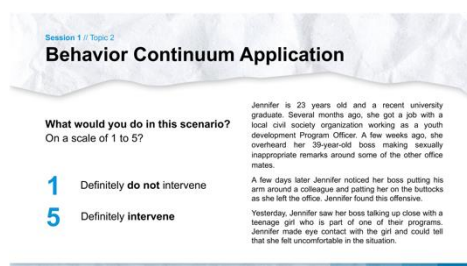 Session 1 // Topic 2
Behavior Continuum Application
What would you do in this scenario?
On a scale of 1 to 5?
1 Definitely do not intervene
5 Definitely intervene
Jennifer is 23 years old and a recent university
graduate. Several months ago, she got a job with a
local civil society organization working as a youth
development Program Officer. A few weeks ago, she
overheard her 39-year-old boss making sexually
inappropriate remarks around some of the other office
mates.
A few days later Jennifer noticed her boss putting his
arm around a colleague and patting her on the buttocks
as she left the office. Jennifer found this offensive.
Yesterday, Jennifer saw her boss talking up close with a
teenage girl who is part of one of their programs.
Jennifer made eye contact with the girl and could tell
that she felt uncomfortable in the situation.